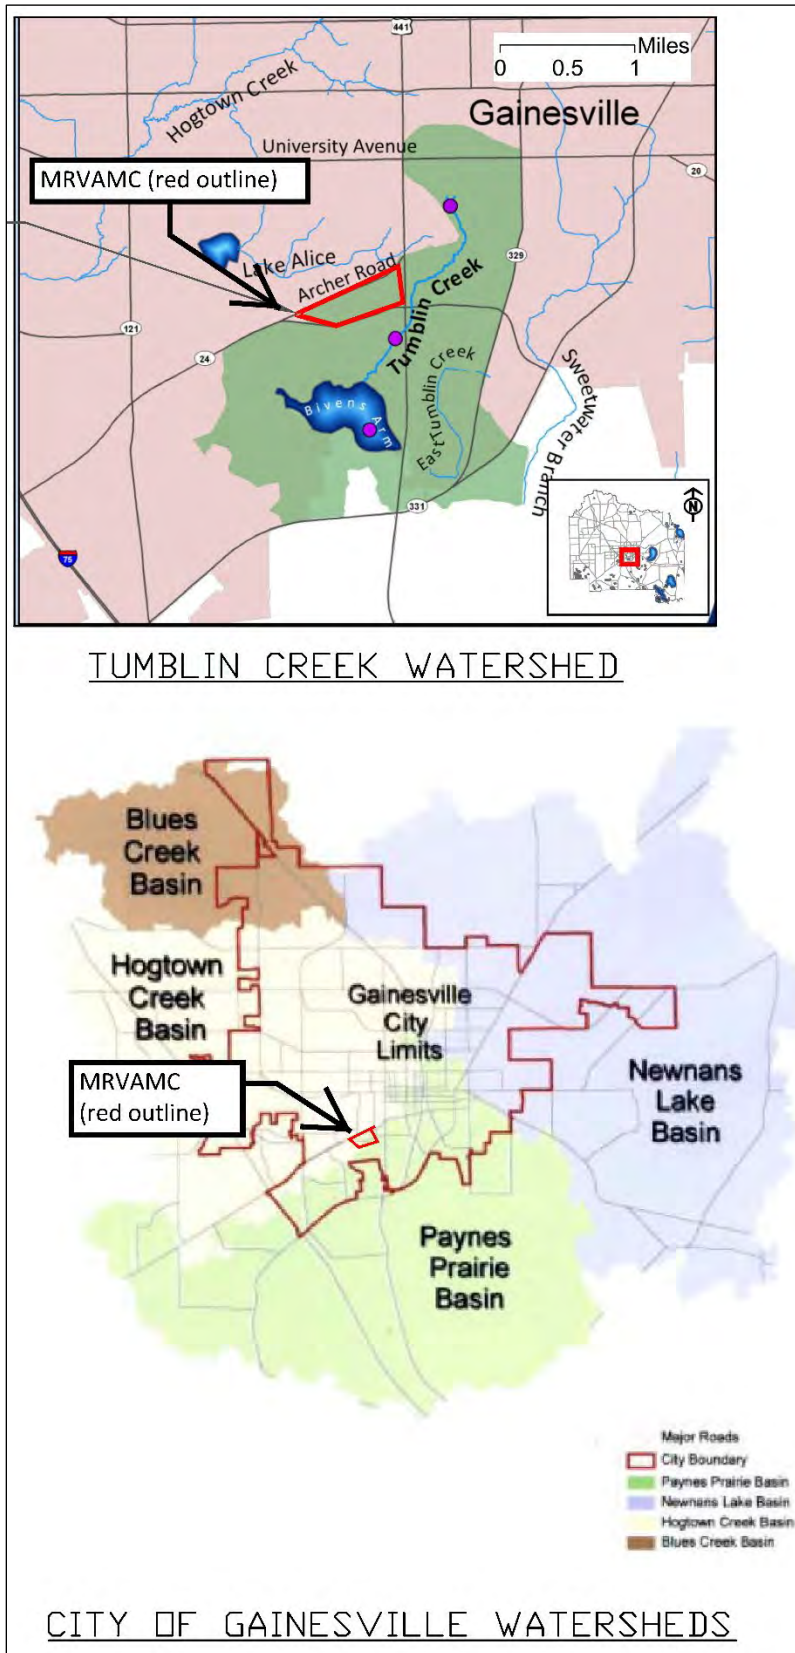 441
Miles
0 0.5 1
Hogtown Creek
Gainesville
University Avenue
20
MRVAMC (red outline)
Lake Alice
Archer Road
329
Tumblin Creek
121
24
Bivens Arm
East Tumblin Creek
Sweetwater Branch
331
75
N
TUMBLIN CREEK WATERSHED
Blues
Creek
Basin
Hogtown
Creek
Basin
Gainesville
City
Limits
MRVAMC
(red outline)
Newnans
Lake
Basin
Paynes
Prairie
Basin
Major Roads
City Boundary
Paynes Prairie Basin
Newnans Lake Basin
Hogtown Creek Basin
Blues Creek Basin
CITY OF GAINESVILLE WATERSHEDS